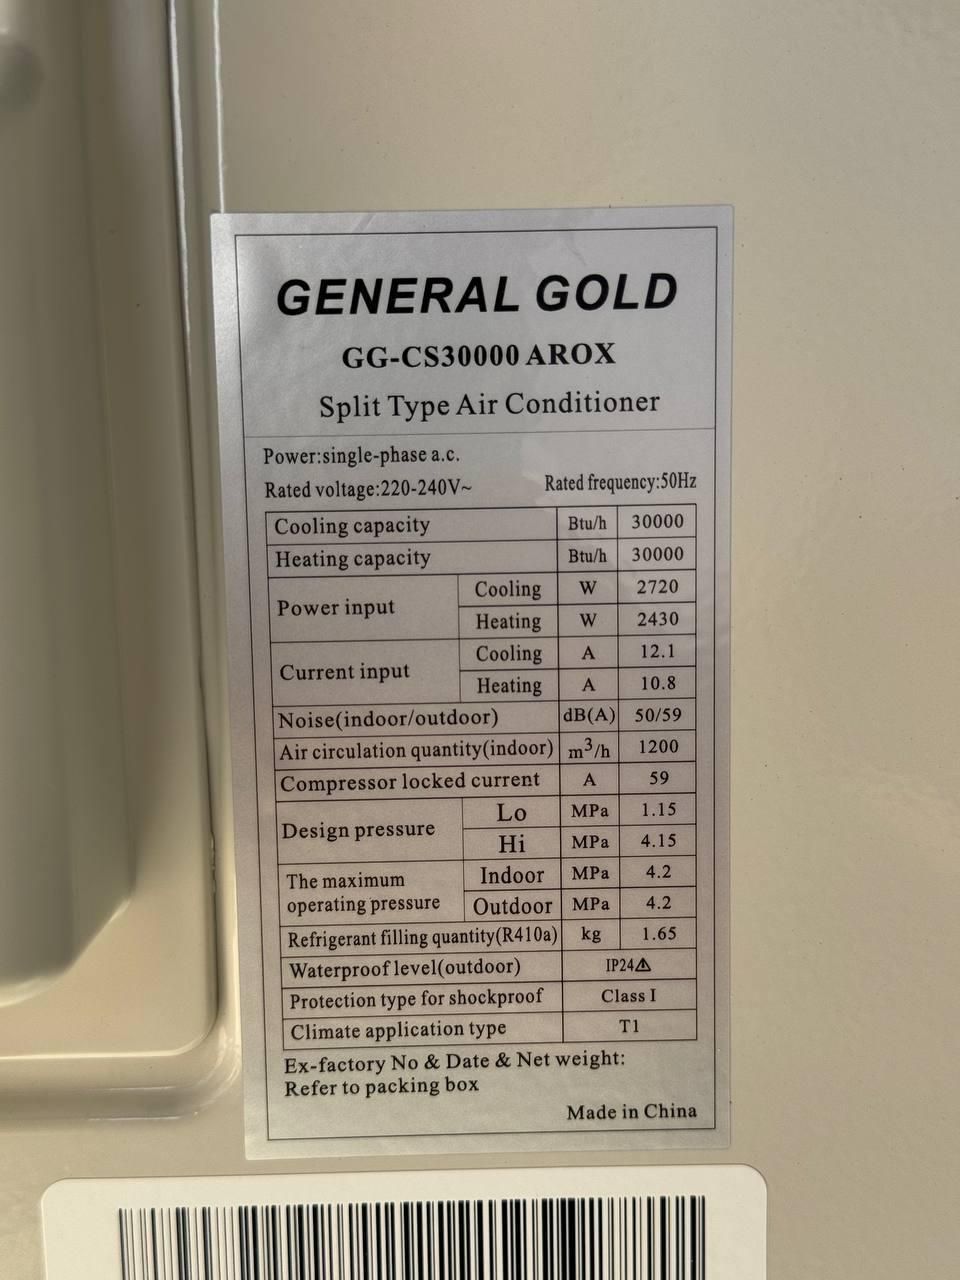 GENERAL GOLD
GG-CS30000 AROX
Split Type Air Conditioner
Power:single-phase a.c.
Rated voltage:220-240V~ Rated frequency:50Hz
Cooling capacity Btu/h 30000
Heating capacity Btu/h 30000
Power input Cooling W 2720
Heating W 2430
Current input Cooling A 12.1
Heating A 10.8
Noise(indoor/outdoor) dB(A) 50/59
Air circulation quantity(indoor) m³/h 1200
Compressor locked current A 59
Design pressure Lo MPa 1.15
Hi MPa 4.15
The maximum operating pressure Indoor MPa 4.2
Outdoor MPa 4.2
Refrigerant filling quantity(R410a) kg 1.65
Waterproof level(outdoor) IP24⚠
Protection type for shockproof Class I
Climate application type T1
Ex-factory No & Date & Net weight:
Refer to packing box
Made in China